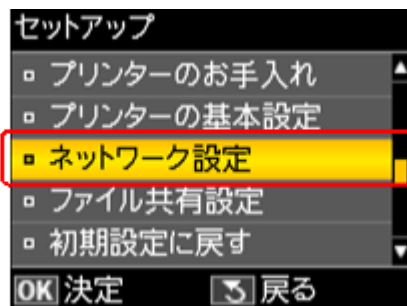 セットアップ
プリンターのお手入れ
プリンターの基本設定
ネットワーク設定
ファイル共有設定
初期設定に戻す
OK 決定 戻る